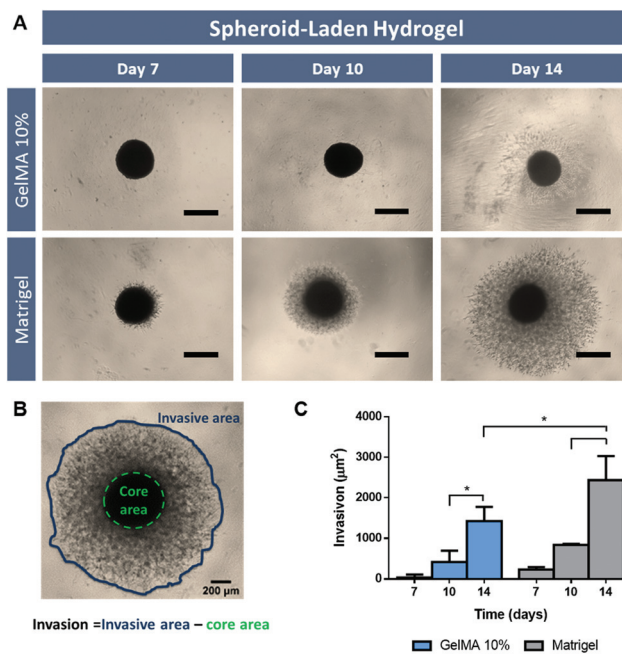 A
Spheroid-Laden Hydrogel
Day 7
Day 10
Day 14
GelMA 10%
Matrigel
B
Invasive area
Core
area
200 µm
Invasion =Invasive area – core area
C
Invasivon (µm²)
4000
3000
2000
1000
0
*
*
7
10
14
7
10
14
Time (days)
GelMA 10%
Matrigel